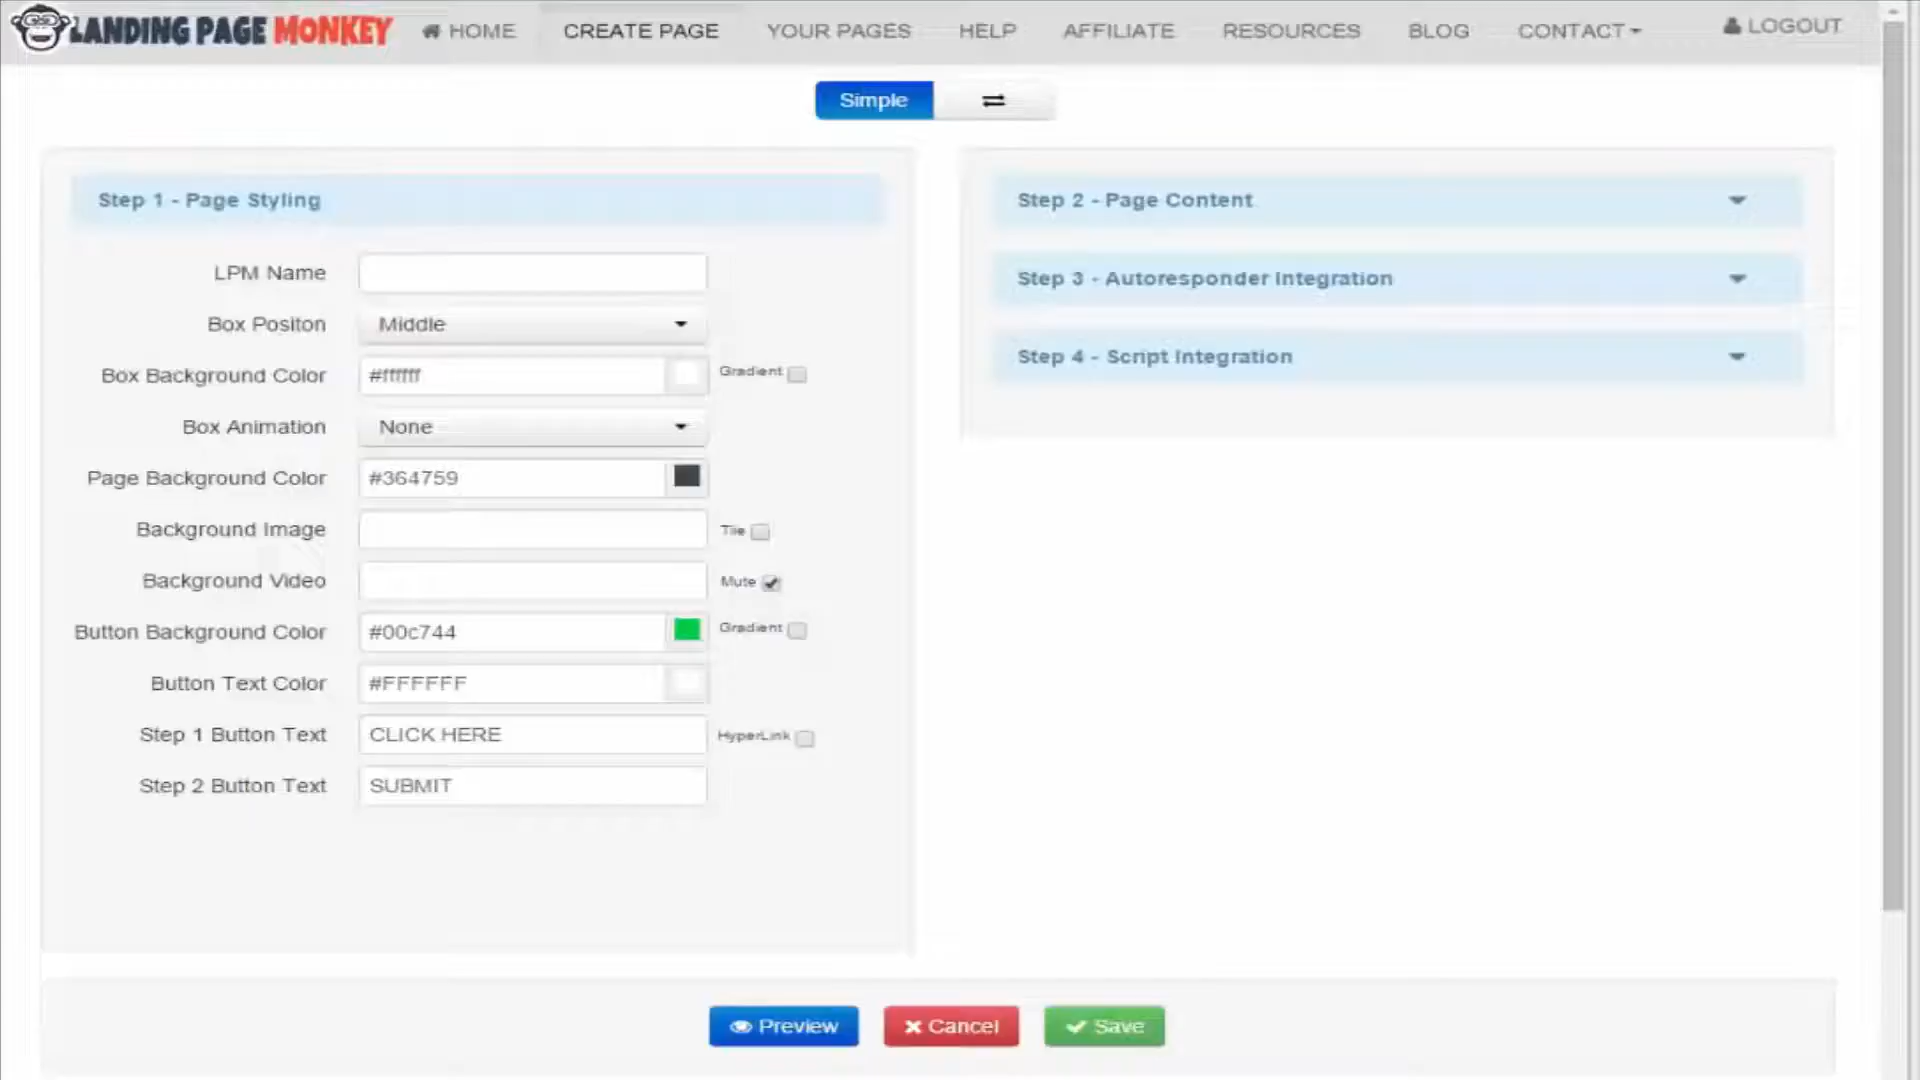 LANDING PAGE MONKEY HOME CREATE PAGE YOUR PAGES HELP AFFILIATE RESOURCES BLOG CONTACT LOGOUT
Simple
Step 1 - Page Styling
LPM Name
Box Positon Middle
Box Background Color #ffffff Gradient
Box Animation None
Page Background Color #364759
Background Image Tile
Background Video Mute
Button Background Color #00c744 Gradient
Button Text Color #FFFFFF
Step 1 Button Text CLICK HERE HyperLink
Step 2 Button Text SUBMIT
Step 2 - Page Content
Step 3 - Autoresponder Integration
Step 4 - Script Integration
Preview Cancel Save